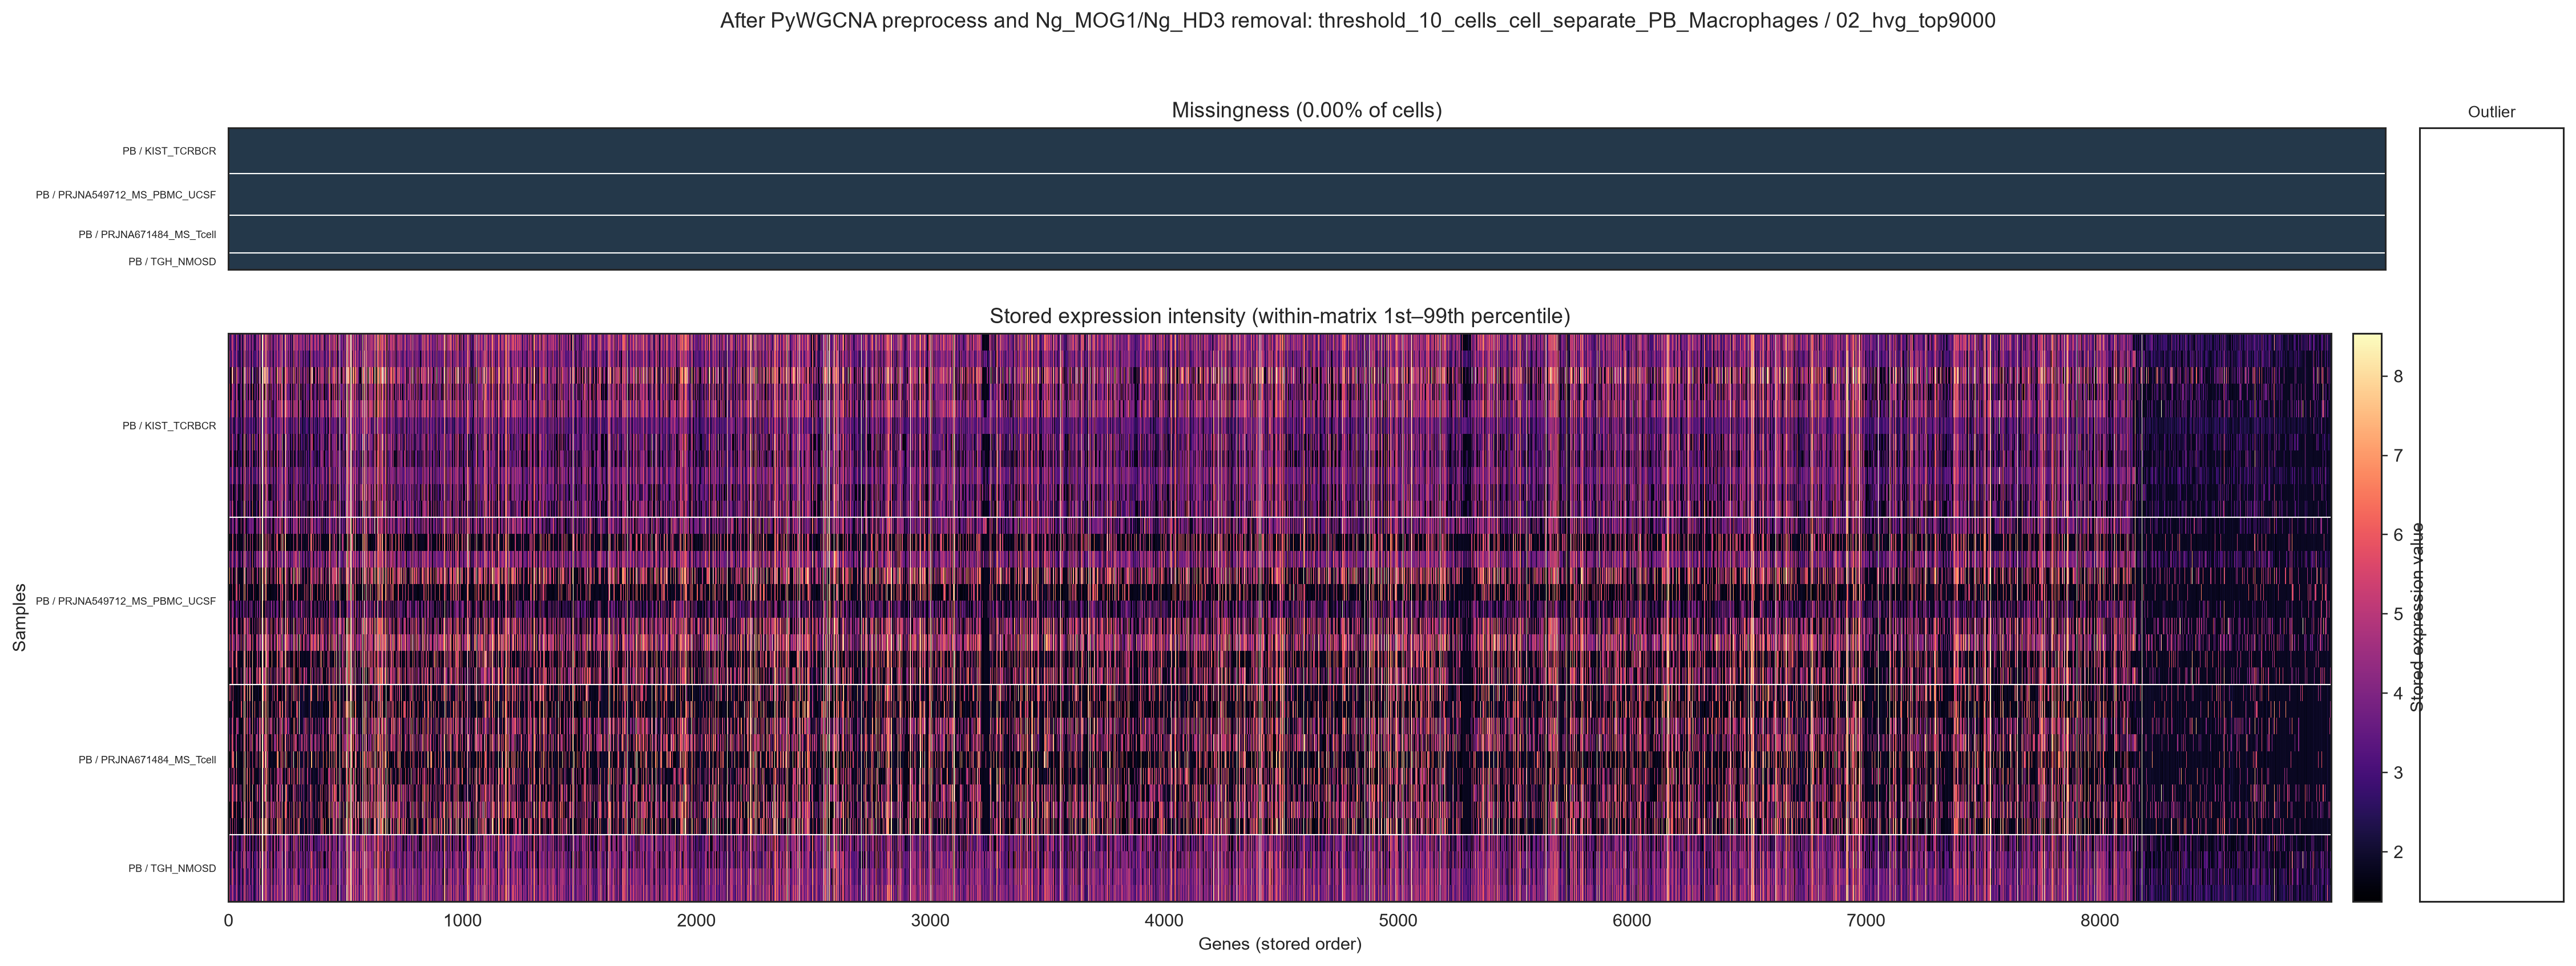 After PyWGCNA preprocess and Ng_MOG1/Ng_HD3 removal: threshold_10_cells_cell_separate_PB_Macrophages / 02_hvg_top9000
Missingness (0.00% of cells)
Outlier
PB / KIST_TCRBCR
PB / PRJNA549712_MS_PBMC_UCSF
PB / PRJNA671484_MS_Tcell
PB / TGH_NMOSD
Stored expression intensity (within-matrix 1st–99th percentile)
Samples
PB / KIST_TCRBCR
PB / PRJNA549712_MS_PBMC_UCSF
PB / PRJNA671484_MS_Tcell
PB / TGH_NMOSD
8
7
6
5
4
3
2
Stored expression value
0 1000 2000 3000 4000 5000 6000 7000 8000
Genes (stored order)